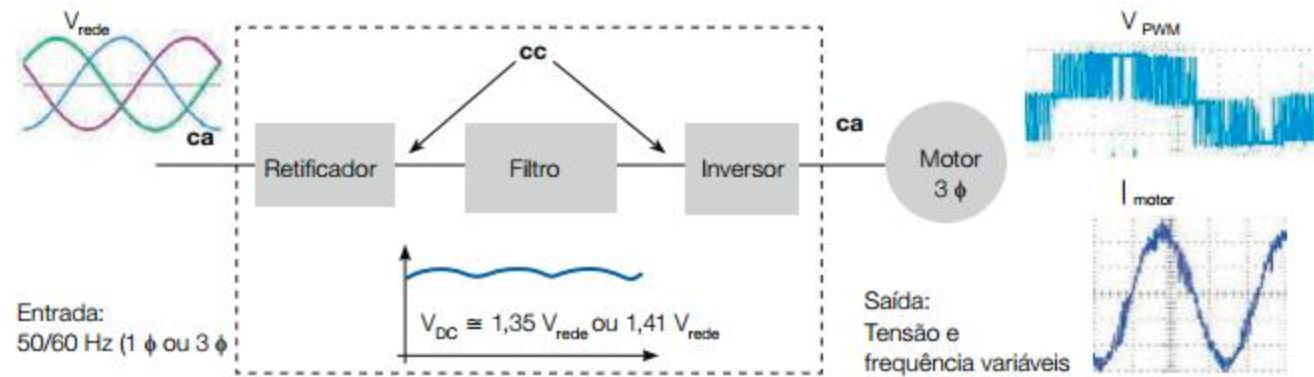 V rede
ca
cc
Retificador
Filtro
Inversor
ca
Motor
3 ϕ
V PWM
I motor
V DC ≅ 1,35 V rede ou 1,41 V rede
Entrada:
50/60 Hz (1 ϕ ou 3 ϕ
Saída:
Tensão e
frequência variáveis